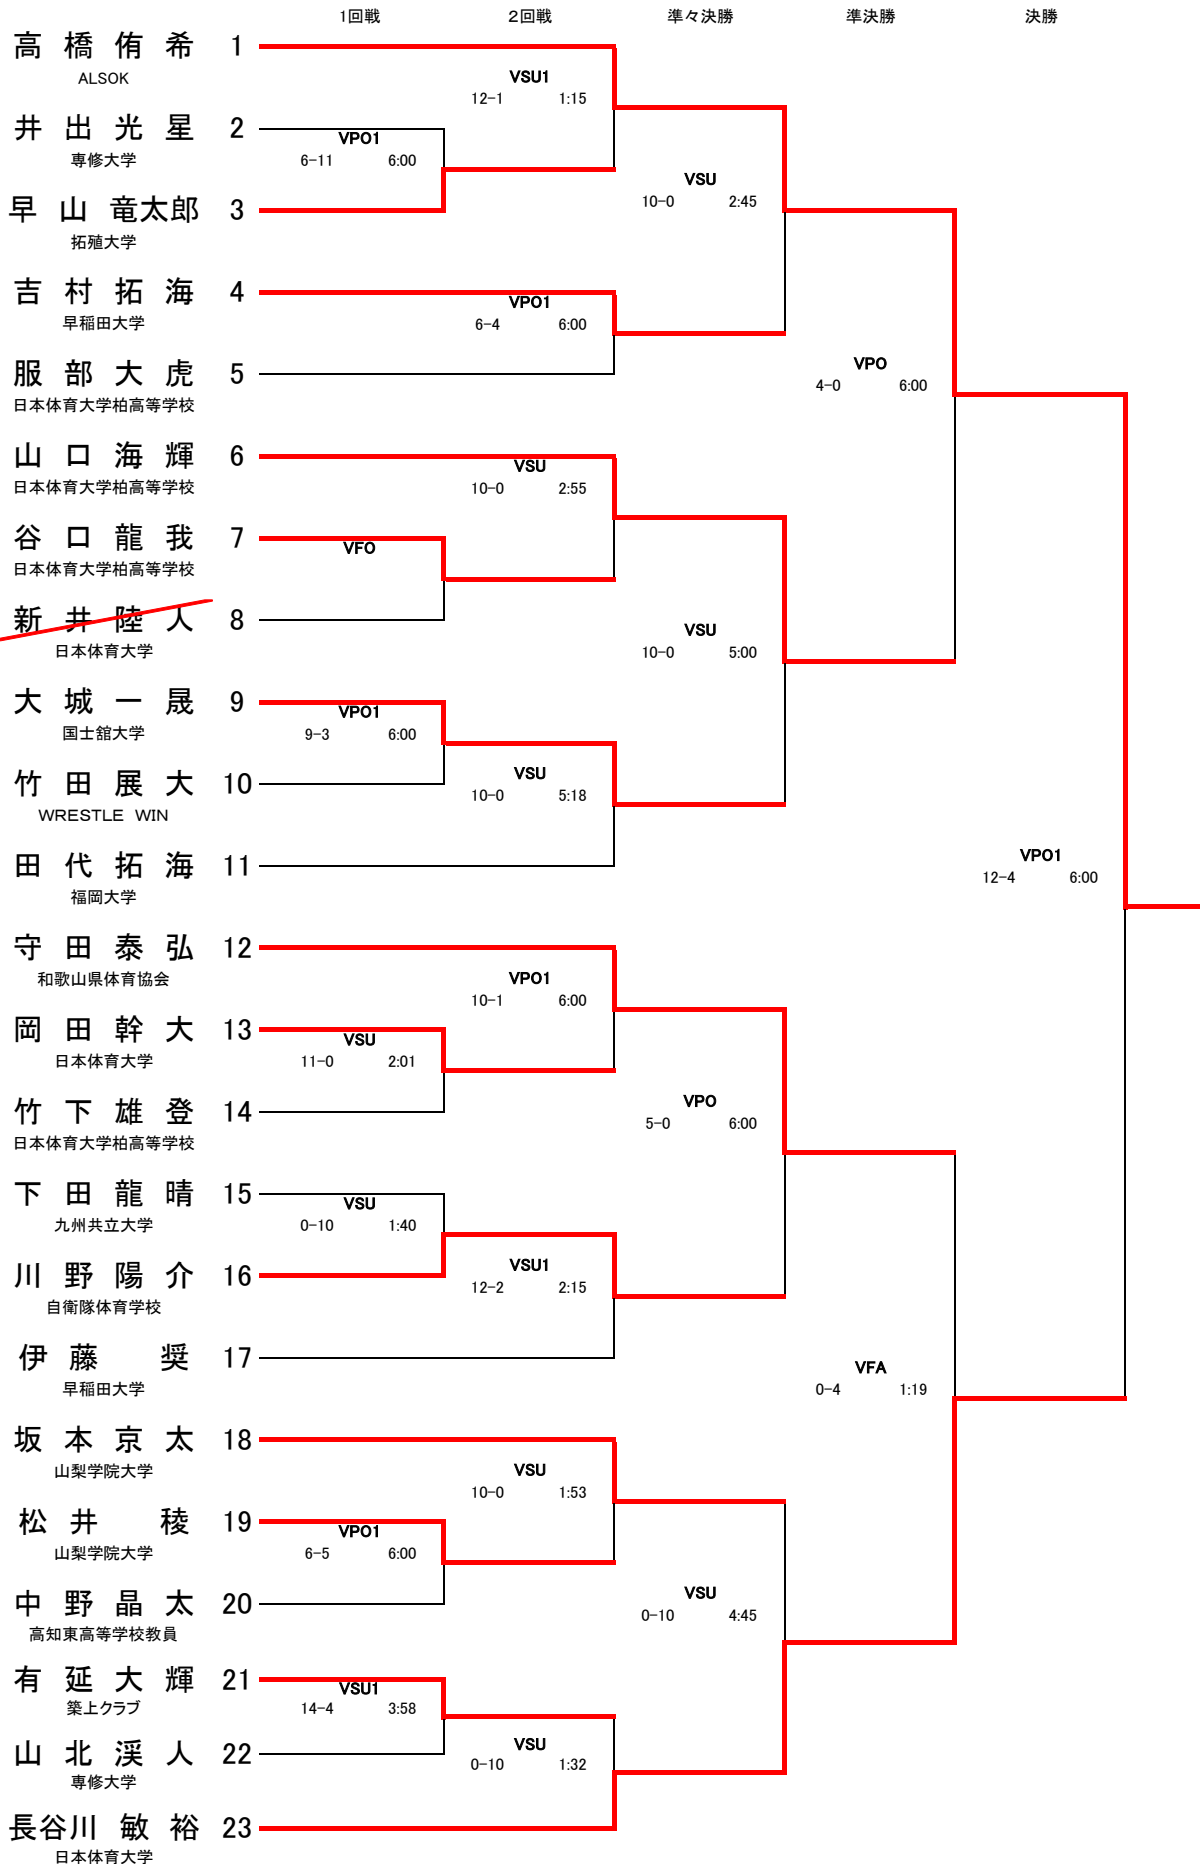 1回戦 2回戦 準々決勝 準決勝 決勝
高橋侑希 1
ALSOK
VSU1
12-1 1:15
井出光星 2
専修大学
VPO1
6-11 6:00
早山竜太郎 3
拓殖大学
VSU
10-0 2:45
吉村拓海 4
早稲田大学
VPO1
6-4 6:00
服部大虎 5
日本体育大学柏高等学校
VPO
4-0 6:00
山口海輝 6
日本体育大学柏高等学校
VSU
10-0 2:55
谷口龍我 7
日本体育大学柏高等学校
VFO
新井陸人 8
日本体育大学
VSU
10-0 5:00
大城一晟 9
国士舘大学
VPO1
9-3 6:00
竹田展大 10
WRESTLE WIN
VSU
10-0 5:18
田代拓海 11
福岡大学
VPO1
12-4 6:00
守田泰弘 12
和歌山県体育協会
VPO1
10-1 6:00
岡田幹大 13
日本体育大学
VSU
11-0 2:01
竹下雄登 14
日本体育大学柏高等学校
VPO
5-0 6:00
下田龍晴 15
九州共立大学
VSU
0-10 1:40
川野陽介 16
自衛隊体育学校
VSU1
12-2 2:15
伊藤 奨 17
早稲田大学
VFA
0-4 1:19
坂本京太 18
山梨学院大学
VSU
10-0 1:53
松井 稜 19
山梨学院大学
VPO1
6-5 6:00
中野晶太 20
高知東高等学校教員
VSU
0-10 4:45
有延大輝 21
築上クラブ
VSU1
14-4 3:58
山北渓人 22
専修大学
VSU
0-10 1:32
長谷川敏裕 23
日本体育大学